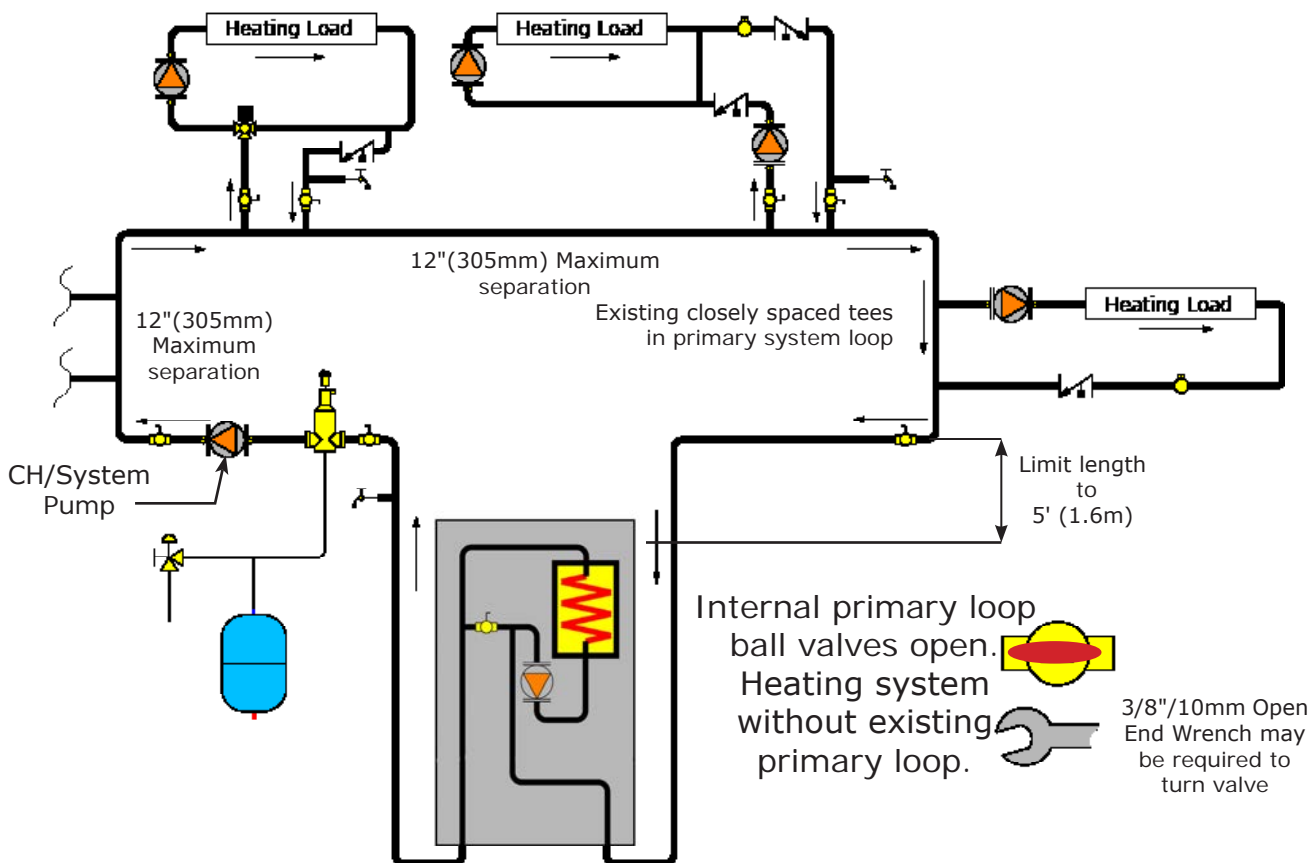 Heating Load
Heating Load
12"(305mm) Maximum
separation
Existing closely spaced tees
in primary system loop
12"(305mm)
Maximum
separation
Heating Load
CH/System
Pump
Limit length
to
5' (1.6m)
Internal primary loop
ball valves open.
Heating system
without existing
primary loop.
3/8"/10mm Open
End Wrench may
be required to
turn valve